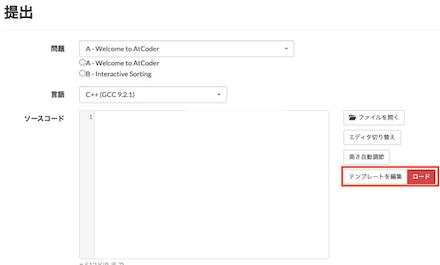 提出
問題
A - Welcome to AtCoder
A - Welcome to AtCoder
B - Interactive Sorting
言語
C++ (GCC 9.2.1)
ソースコード
1
ファイルを開く
エディタ切り替え
高さ自動調節
テンプレートを編集 ロード